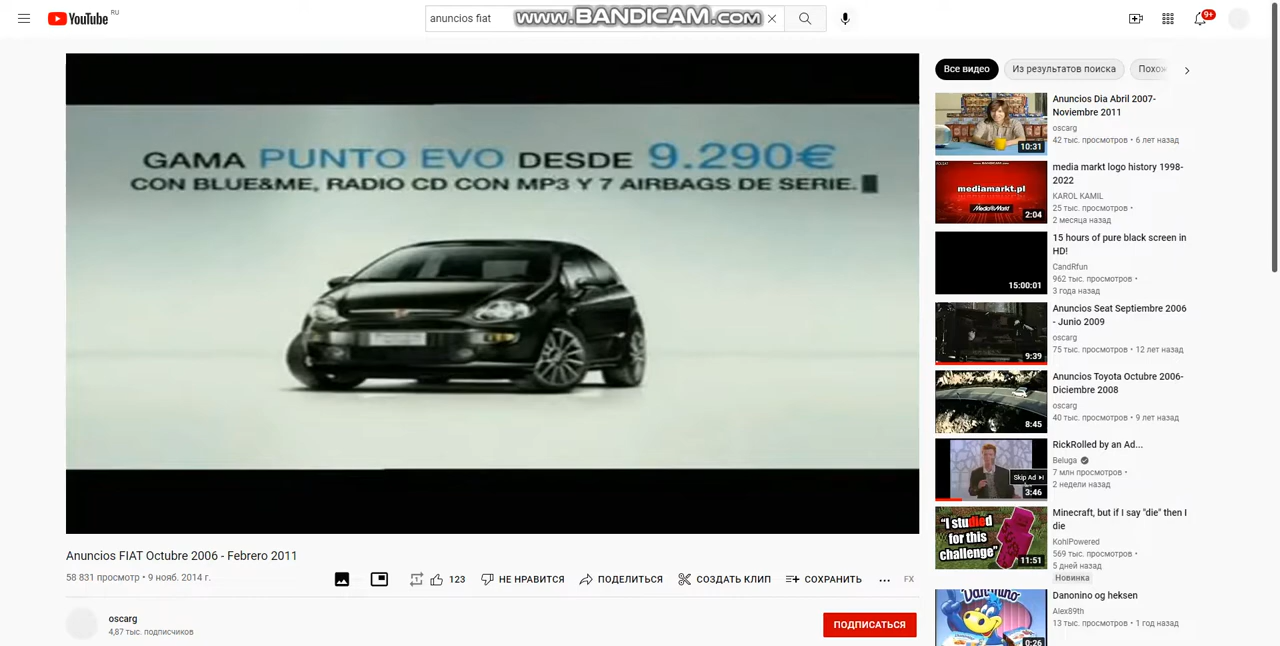 YouTube RU
anuncios fiat
www.BANDICAM.com
9+
GAMA PUNTO EVO DESDE 9.290€
CON BLUE&ME, RADIO CD CON MP3 Y 7 AIRBAGS DE SERIE.
Anuncios FIAT Octubre 2006 - Febrero 2011
58 831 просмотр • 9 нояб. 2014 г.
123
НЕ НРАВИТСЯ
ПОДЕЛИТЬСЯ
СОЗДАТЬ КЛИП
СОХРАНИТЬ
FX
oscarg
4,87 тыс. подписчиков
ПОДПИСАТЬСЯ
Все видео
Из результатов поиска
Похож
10:31
Anuncios Dia Abril 2007-
Noviembre 2011
oscarg
42 тыс. просмотров • 6 лет назад
mediamarkt.pl
Media Markt
2:04
media markt logo history 1998-
2022
KAROL KAMIL
25 тыс. просмотров •
2 месяца назад
15:00:01
15 hours of pure black screen in
HD!
CandRfun
962 тыс. просмотров •
3 года назад
9:39
Anuncios Seat Septiembre 2006
- Junio 2009
oscarg
75 тыс. просмотров • 12 лет назад
8:45
Anuncios Toyota Octubre 2006-
Diciembre 2008
oscarg
40 тыс. просмотров • 9 лет назад
Skip Ad
3:46
RickRolled by an Ad...
Beluga
7 млн просмотров •
2 недели назад
"I studied
for this
challenge"
11:51
Minecraft, but if I say "die" then I
die
KohlPowered
569 тыс. просмотров •
5 дней назад
Новинка
Danonino
0:26
Danonino og heksen
Alex89th
13 тыс. просмотров • 1 год назад